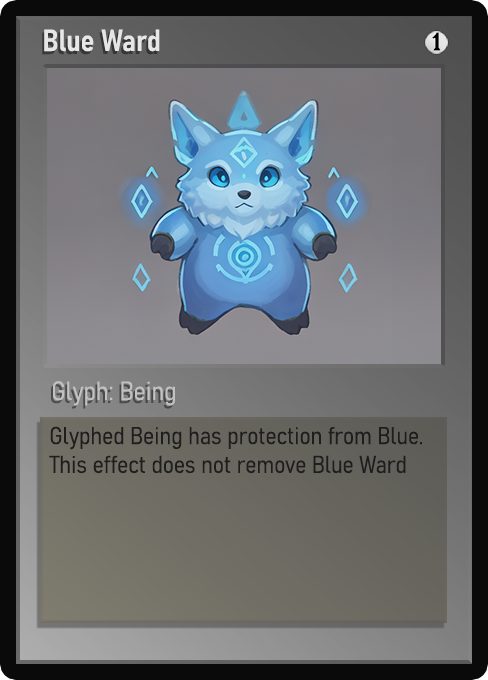 Blue Ward
1
Glyph: Being
Glyphed Being has protection from Blue.
This effect does not remove Blue Ward